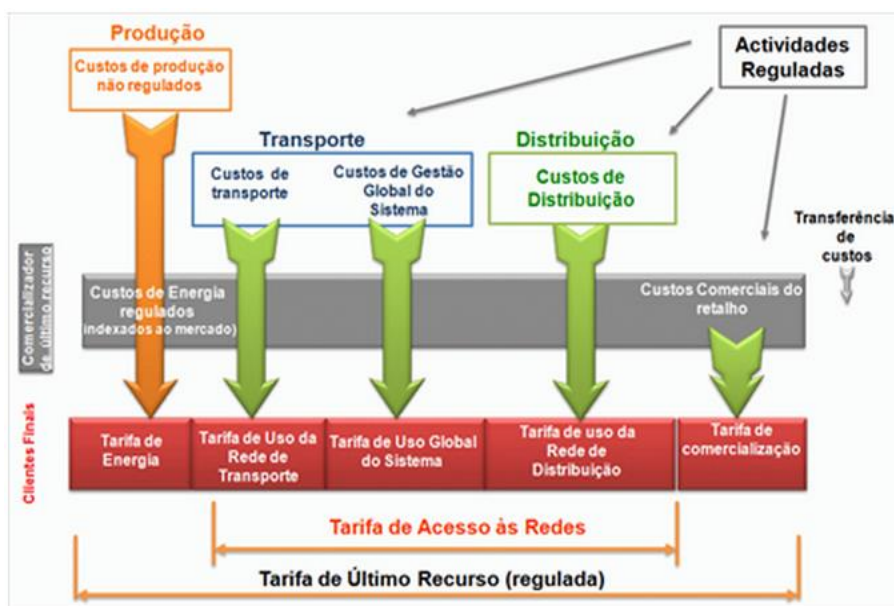 Produção
Custos de produção
não regulados
Actividades
Reguladas
Transporte
Custos de
transporte
Custos de Gestão
Global do
Sistema
Distribuição
Custos de
Distribuição
Transferência
de
custos
Comercializador
de último recurso
Custos de Energia
regulados
indexados ao mercado)
Custos Comerciais do
retalho
Clientes Finais
Tarifa de
Energia
Tarifa de Uso da
Rede de
Transporte
Tarifa de Uso Global
do Sistema
Tarifa de uso da
Rede de
Distribuição
Tarifa de
comercialização
Tarifa de Acesso às Redes
Tarifa de Último Recurso (regulada)